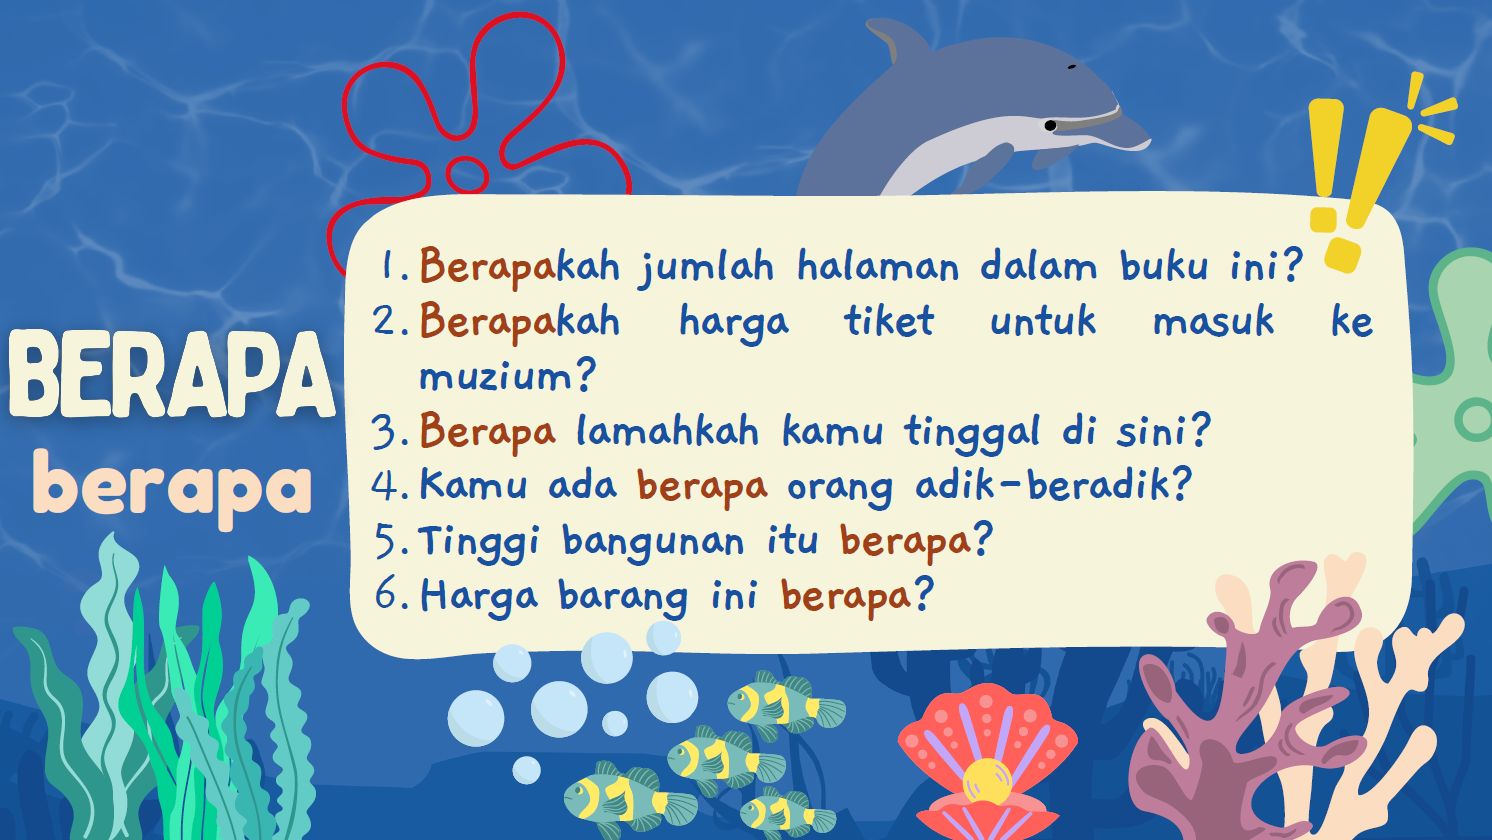 BERAPA
berapa
1. Berapakah jumlah halaman dalam buku ini?
2. Berapakah harga tiket untuk masuk ke
muzium?
3. Berapa lamahkah kamu tinggal di sini?
4. Kamu ada berapa orang adik-beradik?
5. Tinggi bangunan itu berapa?
6. Harga barang ini berapa?